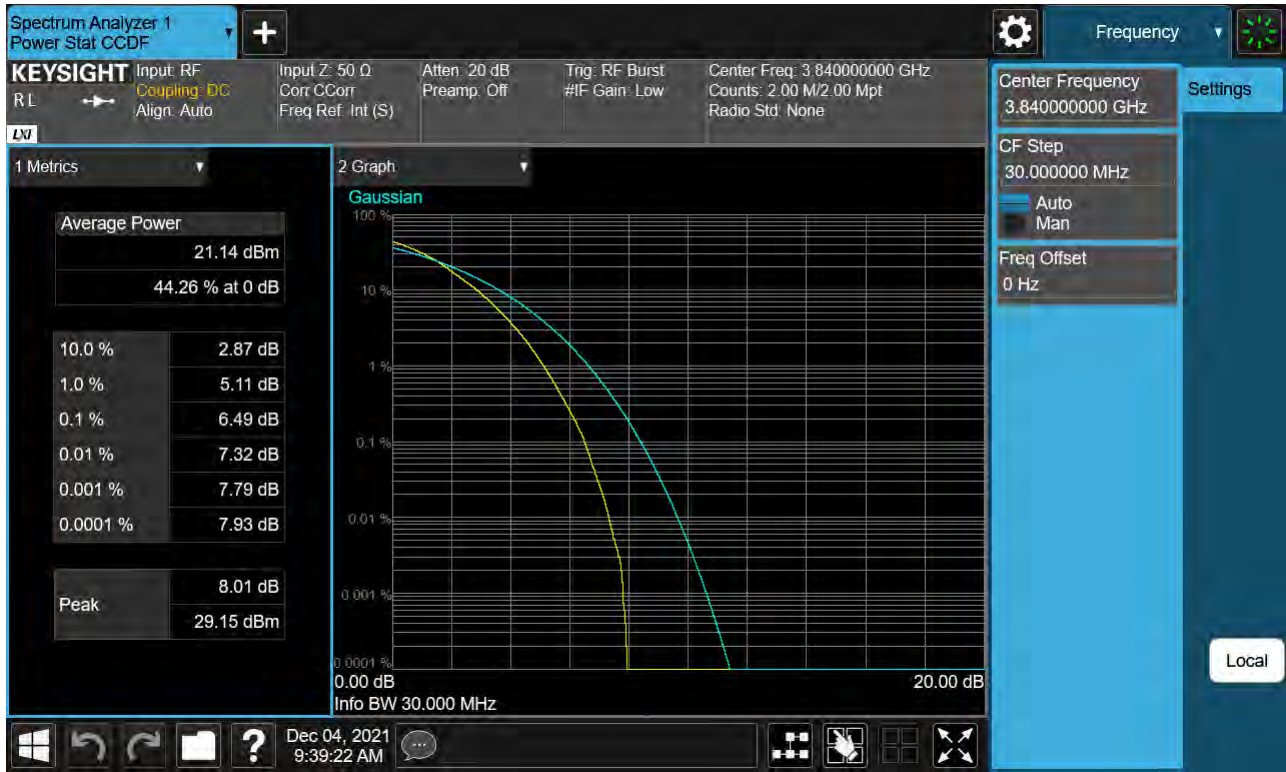 Spectrum Analyzer 1
Power Stat CCDF
Frequency
KEYSIGHT
RL
LXI
Input: RF
Coupling: DC
Align: Auto
Input Z: 50 Ω
Corr CCorr
Freq Ref: Int (S)
Atten: 20 dB
Preamp: Off
Trig: RF Burst
#IF Gain: Low
Center Freq: 3.840000000 GHz
Counts: 2.00 M/2.00 Mpt
Radio Std: None
Center Frequency
3.840000000 GHz
Settings
CF Step
30.000000 MHz
Auto
Man
Freq Offset
0 Hz
Local
1 Metrics
Average Power
21.14 dBm
44.26 % at 0 dB
10.0 % 2.87 dB
1.0 % 5.11 dB
0.1 % 6.49 dB
0.01 % 7.32 dB
0.001 % 7.79 dB
0.0001 % 7.93 dB
Peak
8.01 dB
29.15 dBm
2 Graph
Gaussian
100 %
10 %
1 %
0.1 %
0.01 %
0.001 %
0.0001 %
0.00 dB 20.00 dB
Info BW 30.000 MHz
?
Dec 04, 2021
9:39:22 AM